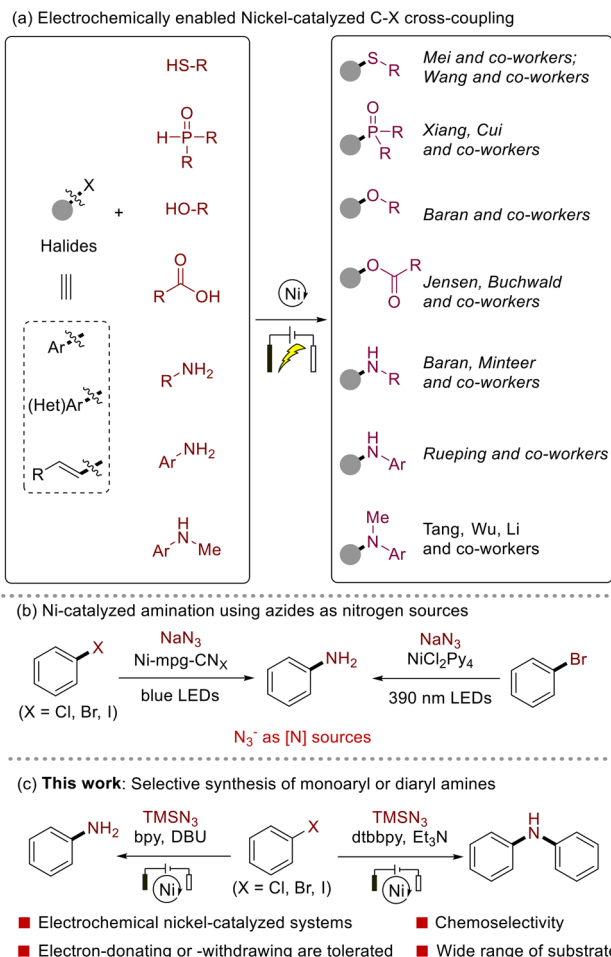 (a) Electrochemically enabled Nickel-catalyzed C-X cross-coupling
HS-R
S
R
Mei and co-workers;
Wang and co-workers
O
H-P-R
R
O
P-R
R
Xiang, Cui
and co-workers
X
+
Halides
HO-R
O
R
Baran and co-workers
O
R
OH
Ni
O
R
O
Jensen, Buchwald
and co-workers
Ar
(Het)Ar
R
R
NH2
H
N
R
Baran, Minteer
and co-workers
Ar
NH2
H
N
Ar
Rueping and co-workers
H
N
Ar
Me
Me
N
Ar
Tang, Wu, Li
and co-workers
(b) Ni-catalyzed amination using azides as nitrogen sources
X
(X = Cl, Br, I)
NaN3
Ni-mpg-CNX
blue LEDs
NH2
NaN3
NiCl2Py4
390 nm LEDs
Br
N3- as [N] sources
(c) This work: Selective synthesis of monoaryl or diaryl amines
NH2
TMSN3
bpy, DBU
Ni
X
(X = Cl, Br, I)
TMSN3
dtbbpy, Et3N
Ni
H
N
Electrochemical nickel-catalyzed systems
Chemoselectivity
Electron-donating or -withdrawing are tolerated
Wide range of substrate